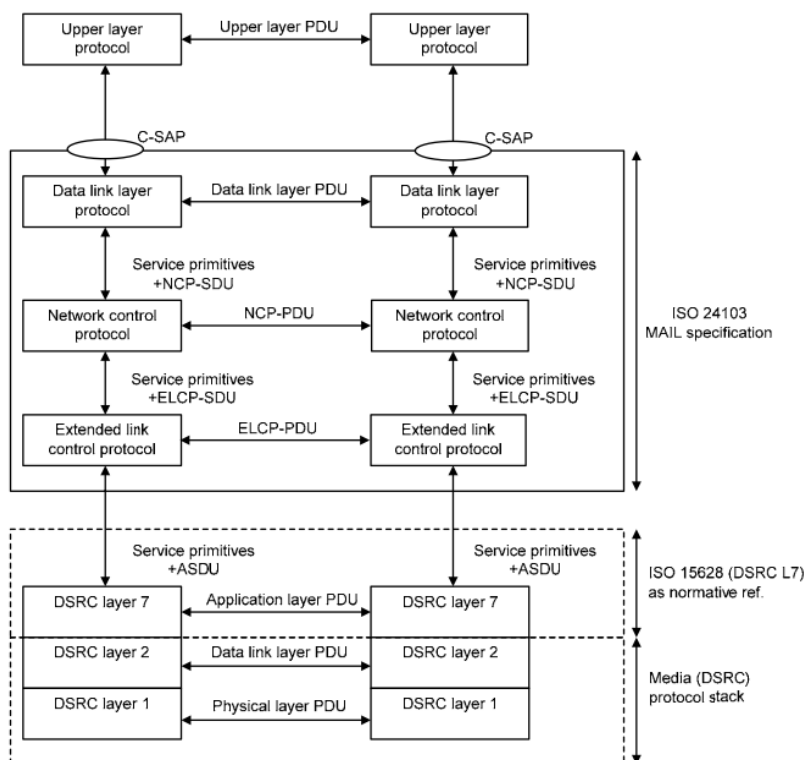 Upper layer
protocol
Upper layer PDU
Upper layer
protocol
C-SAP
C-SAP
Data link layer
protocol
Data link layer PDU
Data link layer
protocol
Service primitives
+NCP-SDU
Service primitives
+NCP-SDU
Network control
protocol
NCP-PDU
Network control
protocol
ISO 24103
MAIL specification
Service primitives
+ELCP-SDU
Service primitives
+ELCP-SDU
Extended link
control protocol
ELCP-PDU
Extended link
control protocol
Service primitives
+ASDU
Service primitives
+ASDU
ISO 15628 (DSRC L7)
as normative ref.
DSRC layer 7
Application layer PDU
DSRC layer 7
DSRC layer 2
Data link layer PDU
DSRC layer 2
Media (DSRC)
protocol stack
DSRC layer 1
Physical layer PDU
DSRC layer 1